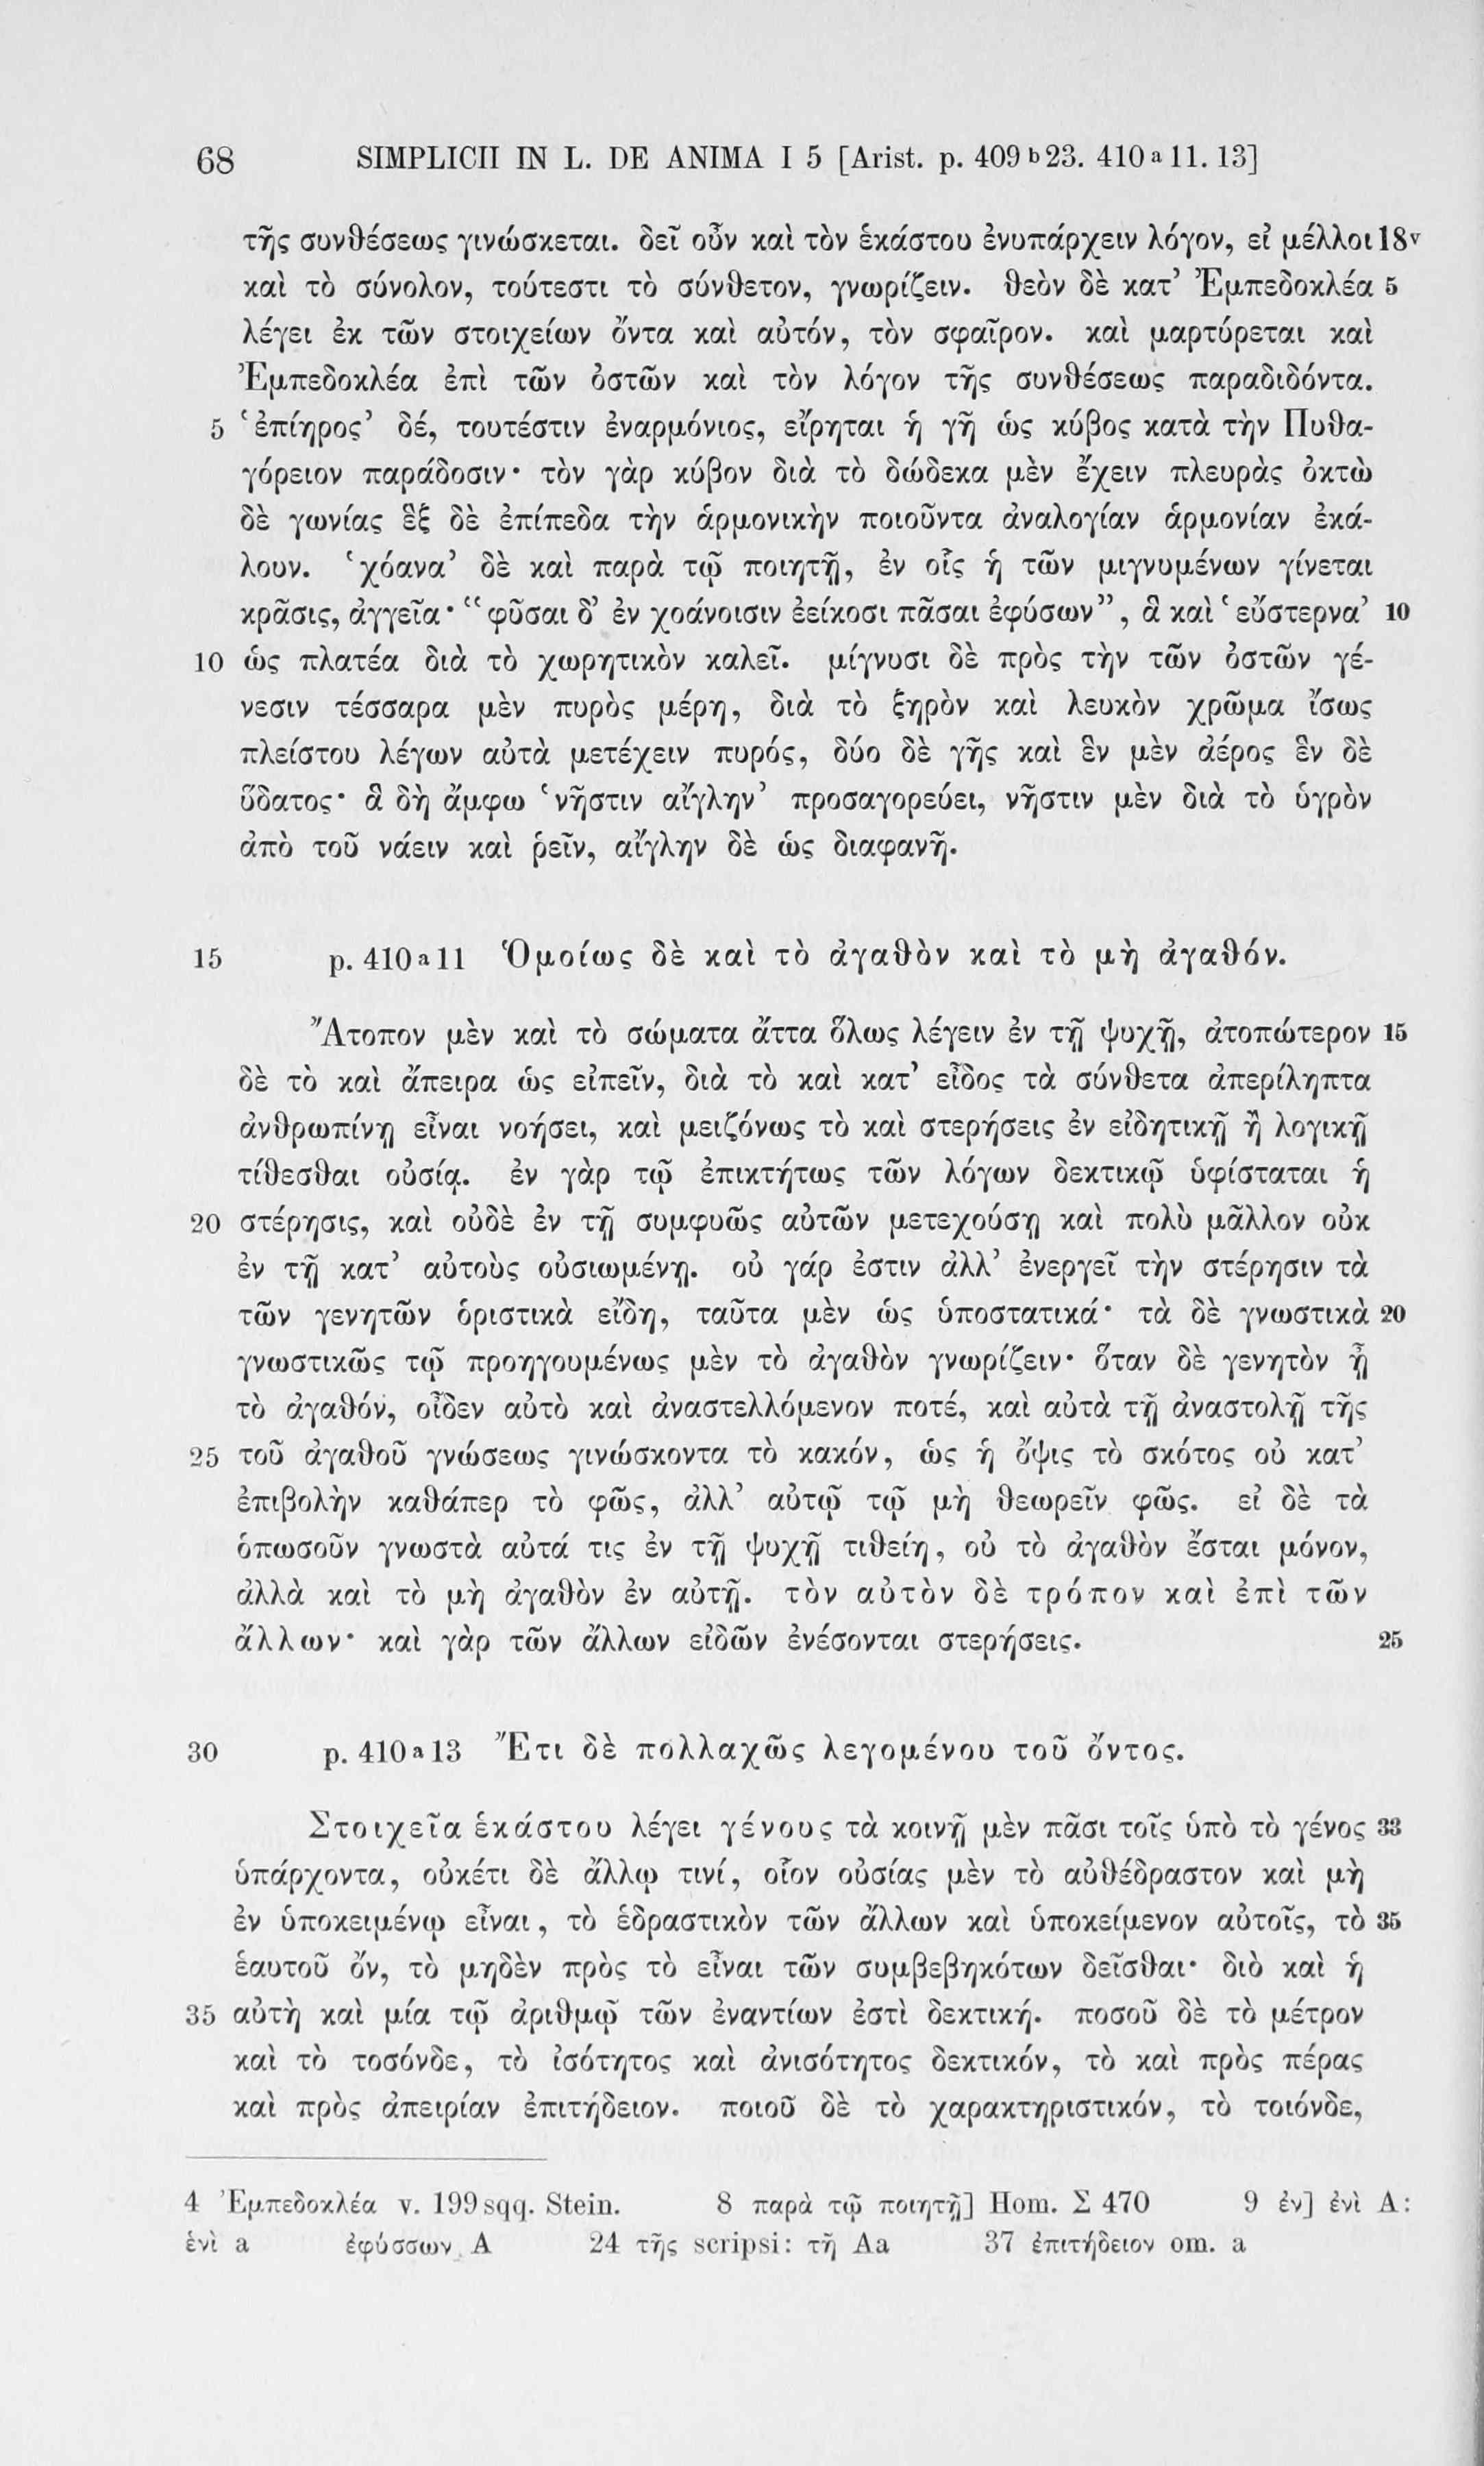 68 SIMPLICII IN L. DE ANIMA I 5 [Arist. p. 409 b 23. 410 a 11. 13]
τῆς συνθέσεως γινώσκεται. δεῖ οὖν καὶ τὸν ἑκάστου ἐνυπάρχειν λόγον, εἰ μέλλοι 18v
καὶ τὸ σύνολον, τούτεστι τὸ σύνθετον, γνωρίζειν. θεὸν δὲ κατ’ Ἐμπεδοκλέα 5
λέγει ἐκ τῶν στοιχείων ὄντα καὶ αὐτόν, τὸν σφαῖρον. καὶ μαρτύρεται καὶ
Ἐμπεδοκλέα ἐπὶ τῶν ὀστῶν καὶ τὸν λόγον τῆς συνθέσεως παραδιδόντα.
5 ‘ἐπίηρος’ δέ, τουτέστιν ἐναρμόνιος, εἴρηται ἡ γῆ ὡς κύβος κατὰ τὴν Πυθα-
γόρειον παράδοσιν· τὸν γὰρ κύβον διὰ τὸ δώδεκα μὲν ἔχειν πλευρὰς ὀκτὼ
δὲ γωνίας ἓξ δὲ ἐπίπεδα τὴν ἁρμονικὴν ποιοῦντα ἀναλογίαν ἁρμονίαν ἐκά-
λουν. ‘χόανα’ δὲ καὶ παρὰ τῷ ποιητῇ, ἐν οἷς ἡ τῶν μιγνυμένων γίνεται
κρᾶσις, ἀγγεῖα· “φῦσαι δ’ ἐν χοάνοισιν ἐείκοσι πᾶσαι ἐφύσων”, ἃ καὶ ‘εὔστερνα’ 10
10 ὡς πλατέα διὰ τὸ χωρητικὸν καλεῖ. μίγνυσι δὲ πρὸς τὴν τῶν ὀστῶν γέ-
νεσιν τέσσαρα μὲν πυρὸς μέρη, διὰ τὸ ξηρὸν καὶ λευκὸν χρῶμα ἴσως
πλείστου λέγων αὐτὰ μετέχειν πυρός, δύο δὲ γῆς καὶ ἓν μὲν ἀέρος ἓν δὲ
ὕδατος· ἃ δὴ ἄμφω ‘νῆστιν αἴγλην’ προσαγορεύει, νῆστιν μὲν διὰ τὸ ὑγρὸν
ἀπὸ τοῦ νάειν καὶ ῥεῖν, αἴγλην δὲ ὡς διαφανῆ.
15 p. 410 a 11 Ὁμοίως δὲ καὶ τὸ ἀγαθὸν καὶ τὸ μὴ ἀγαθόν.
Ἄτοπον μὲν καὶ τὸ σώματα ἄττα ὅλως λέγειν ἐν τῇ ψυχῇ, ἀτοπώτερον 15
δὲ τὸ καὶ ἄπειρα ὡς εἰπεῖν, διὰ τὸ καὶ κατ’ εἶδος τὰ σύνθετα ἀπερίληπτα
ἀνθρωπίνῃ εἶναι νοήσει, καὶ μειζόνως τὸ καὶ στερήσεις ἐν εἰδητικῇ ἢ λογικῇ
τίθεσθαι οὐσίᾳ. ἐν γὰρ τῷ ἐπικτήτως τῶν λόγων δεκτικῷ ὑφίσταται ἡ
20 στέρησις, καὶ οὐδὲ ἐν τῇ συμφυῶς αὐτῶν μετεχούσῃ καὶ πολὺ μᾶλλον οὐκ
ἐν τῇ κατ’ αὐτοὺς οὐσιωμένῃ. οὐ γάρ ἐστιν ἀλλ’ ἐνεργεῖ τὴν στέρησιν τὰ
τῶν γενητῶν ὁριστικὰ εἴδη, ταῦτα μὲν ὡς ὑποστατικά· τὰ δὲ γνωστικὰ 20
γνωστικῶς τῷ προηγουμένως μὲν τὸ ἀγαθὸν γνωρίζειν· ὅταν δὲ γενητὸν ᾖ
τὸ ἀγαθόν, οἶδεν αὐτὸ καὶ ἀναστελλόμενον ποτέ, καὶ αὐτὰ τῇ ἀναστολῇ τῆς
25 τοῦ ἀγαθοῦ γνώσεως γινώσκοντα τὸ κακόν, ὡς ἡ ὄψις τὸ σκότος οὐ κατ’
ἐπιβολὴν καθάπερ τὸ φῶς, ἀλλ’ αὐτῷ τῷ μὴ θεωρεῖν φῶς. εἰ δὲ τὰ
ὁπωσοῦν γνωστὰ αὐτά τις ἐν τῇ ψυχῇ τιθείη, οὐ τὸ ἀγαθὸν ἔσται μόνον,
ἀλλὰ καὶ τὸ μὴ ἀγαθὸν ἐν αὐτῇ. τὸν αὐτὸν δὲ τρόπον καὶ ἐπὶ τῶν
ἄλλων· καὶ γὰρ τῶν ἄλλων εἰδῶν ἐνέσονται στερήσεις. 25
30 p. 410 a 13 Ἔτι δὲ πολλαχῶς λεγομένου τοῦ ὄντος.
Στοιχεῖα ἑκάστου λέγει γένους τὰ κοινῇ μὲν πᾶσι τοῖς ὑπὸ τὸ γένος 33
ὑπάρχοντα, οὐκέτι δὲ ἄλλῳ τινί, οἷον οὐσίας μὲν τὸ αὐθέδραστον καὶ μὴ
ἐν ὑποκειμένῳ εἶναι, τὸ ἑδραστικὸν τῶν ἄλλων καὶ ὑποκείμενον αὐτοῖς, τὸ 35
ἑαυτοῦ ὄν, τὸ μηδὲν πρὸς τὸ εἶναι τῶν συμβεβηκότων δεῖσθαι· διὸ καὶ ἡ
35 αὐτὴ καὶ μία τῷ ἀριθμῷ τῶν ἐναντίων ἐστὶ δεκτική. ποσοῦ δὲ τὸ μέτρον
καὶ τὸ τοσόνδε, τὸ ἰσότητος καὶ ἀνισότητος δεκτικόν, τὸ καὶ πρὸς πέρας
καὶ πρὸς ἀπειρίαν ἐπιτήδειον. ποιοῦ δὲ τὸ χαρακτηριστικόν, τὸ τοιόνδε,
4 Ἐμπεδοκλέα v. 199 sqq. Stein. 8 παρὰ τῷ ποιητῇ] Hom. Σ 470 9 ἐν] ἐνὶ A:
ἑνὶ a ἐφύσσων A 24 τῆς scripsi: τῇ Aa 37 ἐπιτήδειον om. a